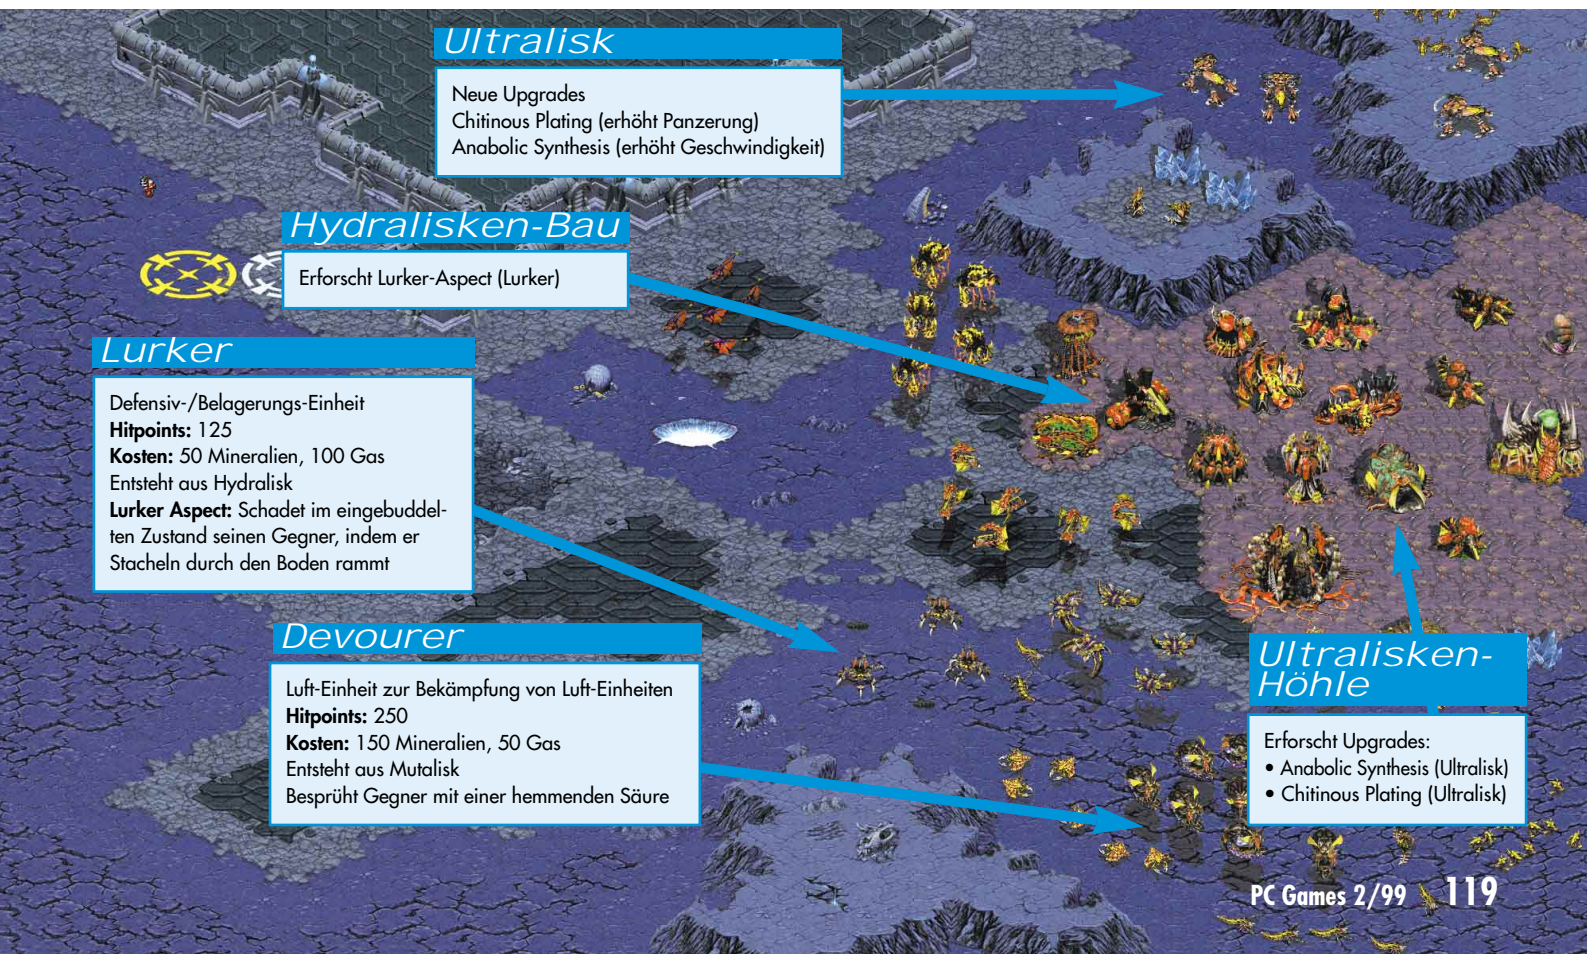 Ultralisk
Neue Upgrades
Chitinous Plating (erhöht Panzerung)
Anabolic Synthesis (erhöht Geschwindigkeit)
Hydralisken-Bau
Erforscht Lurker-Aspect (Lurker)
Lurker
Defensiv-/Belagerungs-Einheit
Hitpoints: 125
Kosten: 50 Mineralien, 100 Gas
Entsteht aus Hydralisk
Lurker Aspect: Schadet im eingebuddel-
ten Zustand seinen Gegner, indem er
Stacheln durch den Boden rammt
Devourer
Luft-Einheit zur Bekämpfung von Luft-Einheiten
Hitpoints: 250
Kosten: 150 Mineralien, 50 Gas
Entsteht aus Mutalisk
Besprüht Gegner mit einer hemmenden Säure
Ultralisken-
Höhle
Erforscht Upgrades:
• Anabolic Synthesis (Ultralisk)
• Chitinous Plating (Ultralisk)
PC Games 2/99 119